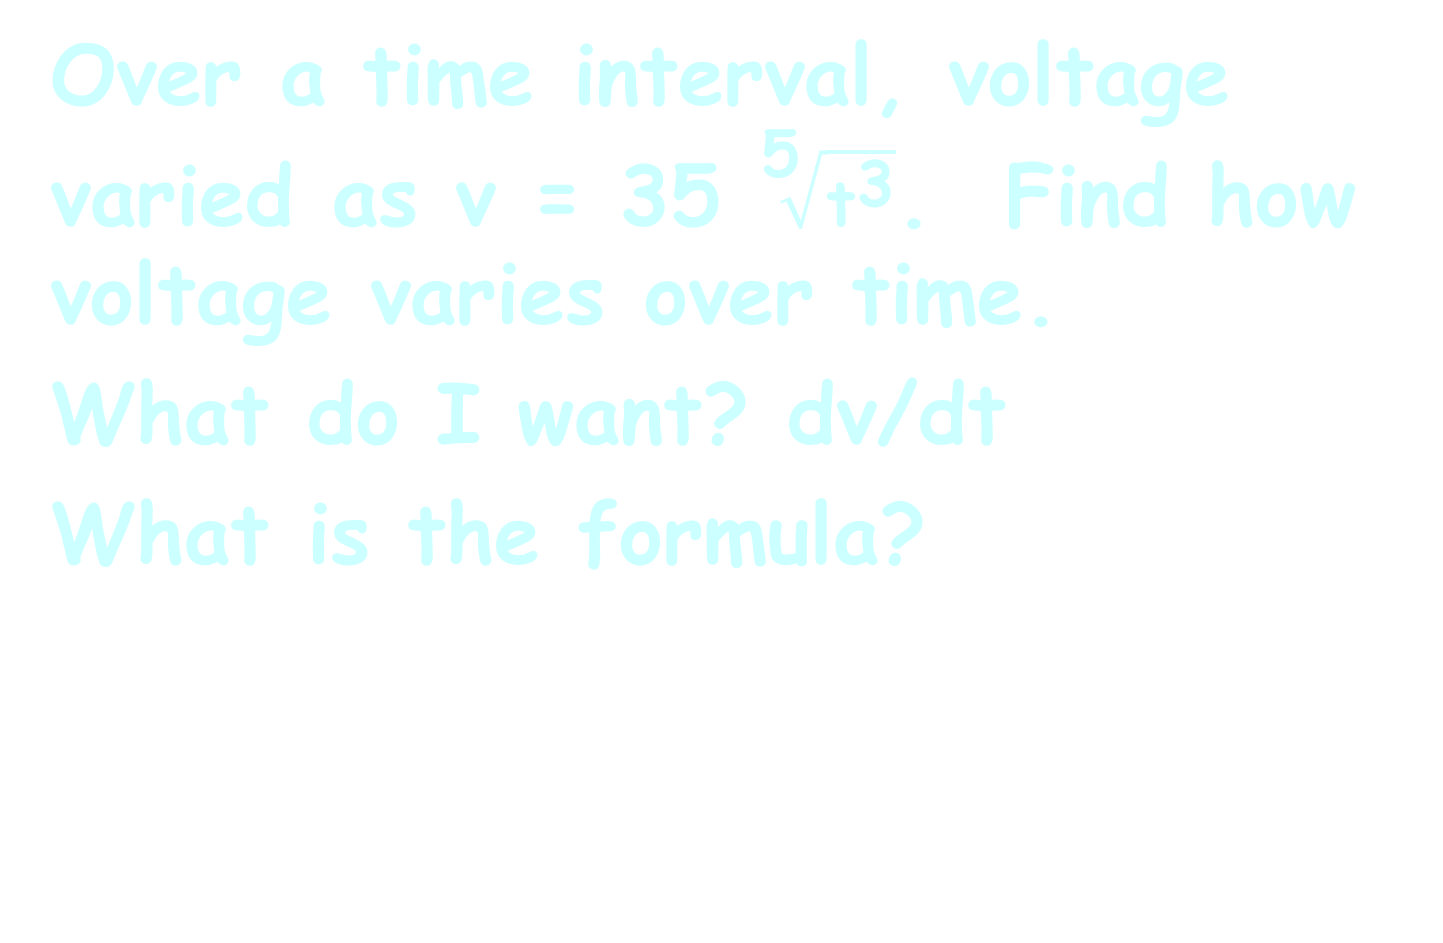 Over a time interval, voltage
varied as v = 35 ⁵√t³. Find how
voltage varies over time.
What do I want? dv/dt
What is the formula?